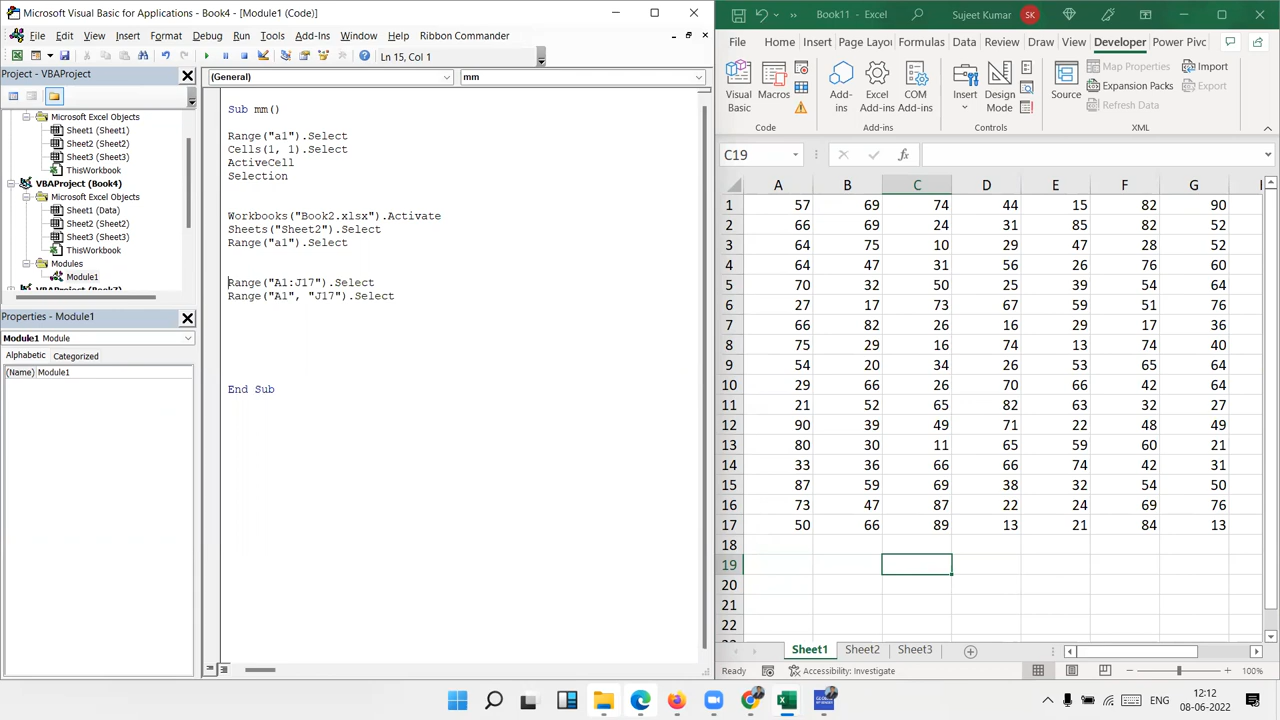 Microsoft Visual Basic for Applications - Book4 - [Module1 (Code)]
File Edit View Insert Format Debug Run Tools Add-Ins Window Help Ribbon Commander
Ln 15, Col 1
Project - VBAProject
Microsoft Excel Objects
Sheet1 (Sheet1)
Sheet2 (Sheet2)
Sheet3 (Sheet3)
ThisWorkbook
VBAProject (Book4)
Microsoft Excel Objects
Sheet1 (Data)
Sheet2 (Sheet2)
Sheet3 (Sheet3)
ThisWorkbook
Modules
Module1
Properties - Module1
Module1 Module
Alphabetic Categorized
(Name) Module1
(General) mm
Sub mm()
Range("a1").Select
Cells(1, 1).Select
ActiveCell
Selection
Workbooks("Book2.xlsx").Activate
Sheets("Sheet2").Select
Range("a1").Select
Range("A1:J17").Select
Range("A1", "J17").Select
End Sub
Book11 - Excel Sujeet Kumar SK
File Home Insert Page Layou Formulas Data Review Draw View Developer Power Pivc
Visual Basic
Macros
Code
Add-ins
Excel Add-ins
COM Add-ins
Add-ins
Insert
Design Mode
Controls
Source
Map Properties
Expansion Packs
Refresh Data
Import
Export
XML
C19 fx
A B C D E F G
1 57 69 74 44 15 82 90
2 66 69 24 31 85 82 52
3 64 75 10 29 47 28 52
4 64 47 31 56 26 76 60
5 70 32 50 25 39 54 64
6 27 17 73 67 59 51 76
7 66 82 26 16 29 17 36
8 75 29 16 74 13 74 40
9 54 20 34 26 53 65 64
10 29 66 26 70 66 42 64
11 21 52 65 82 63 32 27
12 90 39 49 71 22 48 49
13 80 30 11 65 59 60 21
14 33 36 66 66 74 42 31
15 87 59 69 38 32 54 50
16 73 47 87 22 24 69 76
17 50 66 89 13 21 84 13
18
19
20
21
22
Sheet1 Sheet2 Sheet3
Ready Accessibility: Investigate 100%
ENG
12:12
08-06-2022